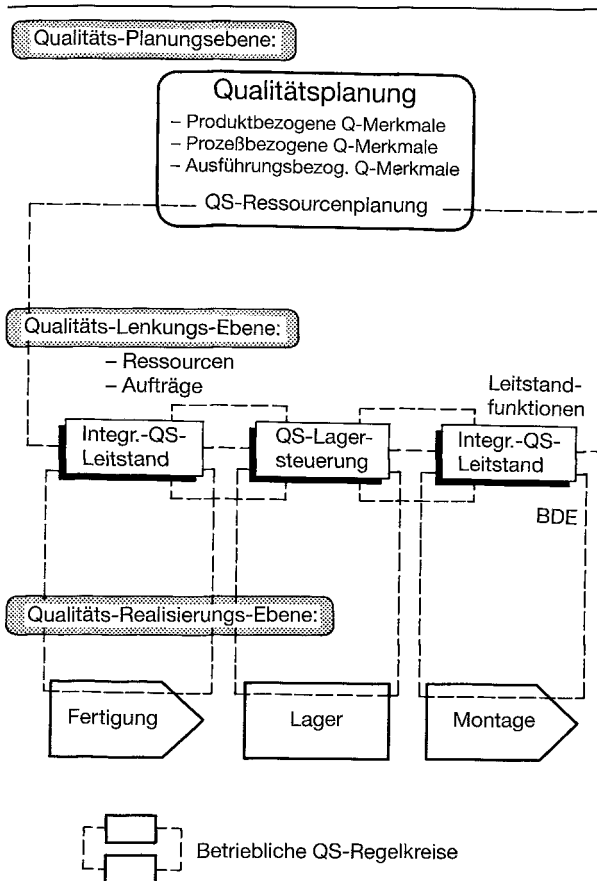 Qualitäts-Planungsebene:
Qualitätsplanung
– Produktbezogene Q-Merkmale
– Prozeßbezogene Q-Merkmale
– Ausführungsbezog. Q-Merkmale
QS-Ressourcenplanung
Qualitäts-Lenkungs-Ebene:
– Ressourcen
– Aufträge
Leitstand-
funktionen
Integr.-QS-
Leitstand
QS-Lager-
steuerung
Integr.-QS-
Leitstand
BDE
Qualitäts-Realisierungs-Ebene:
Fertigung
Lager
Montage
Betriebliche QS-Regelkreise